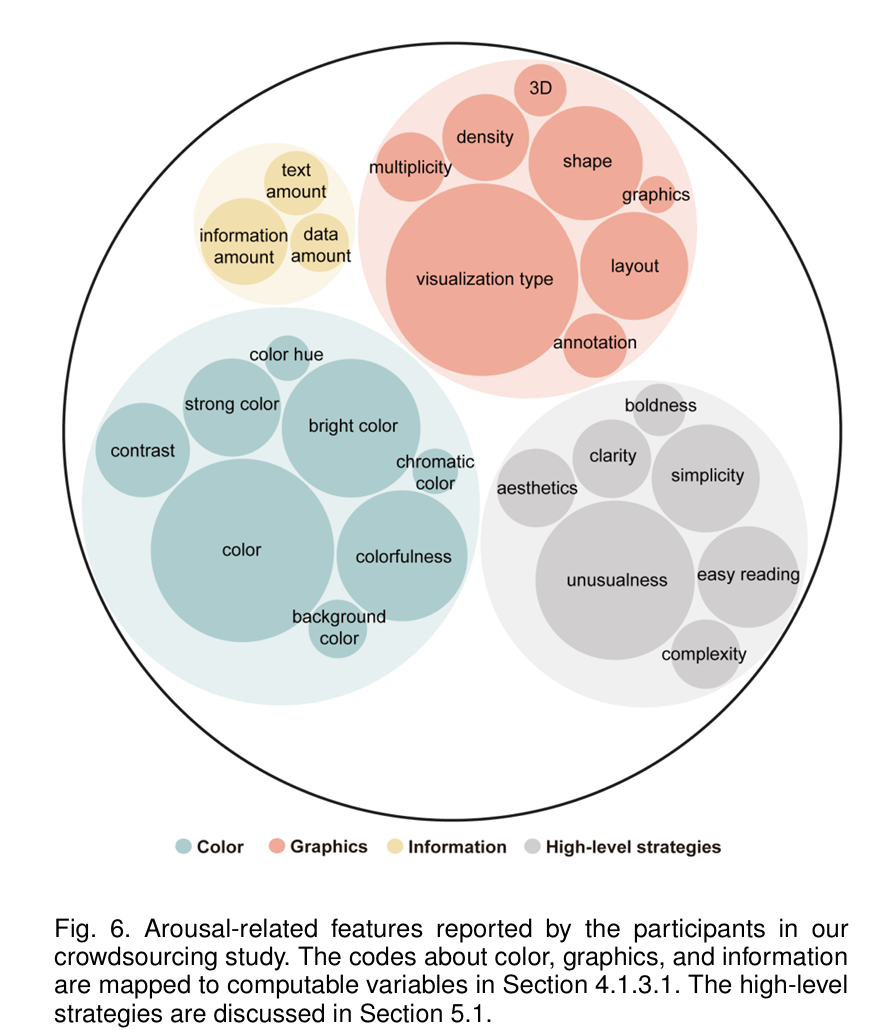 3D
density
shape
multiplicity
graphics
visualization type
layout
annotation
text
amount
information
amount
data
amount
color hue
strong color
bright color
contrast
chromatic
color
color
colorfulness
background
color
boldness
clarity
simplicity
aesthetics
unusualness
easy reading
complexity
Color Graphics Information High-level strategies
Fig. 6. Arousal-related features reported by the participants in our
crowdsourcing study. The codes about color, graphics, and information
are mapped to computable variables in Section 4.1.3.1. The high-level
strategies are discussed in Section 5.1.